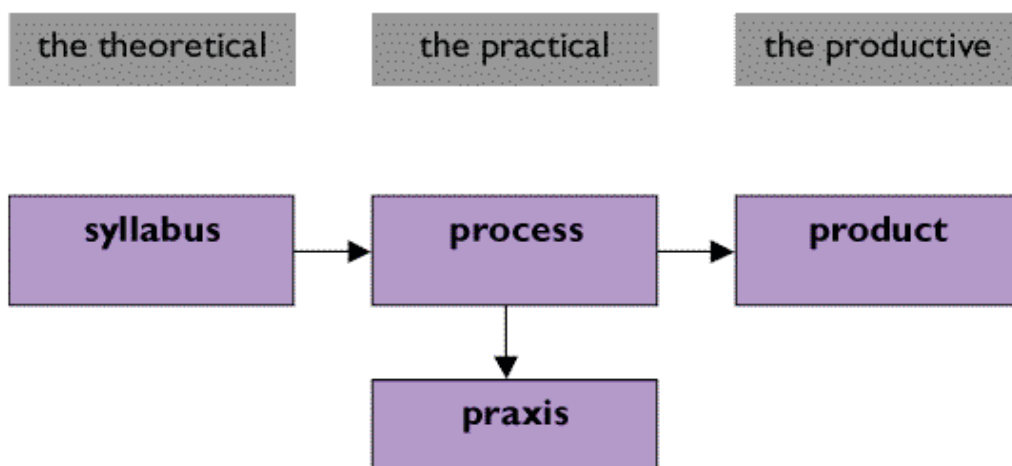 the theoretical
the practical
the productive
syllabus
process
product
praxis